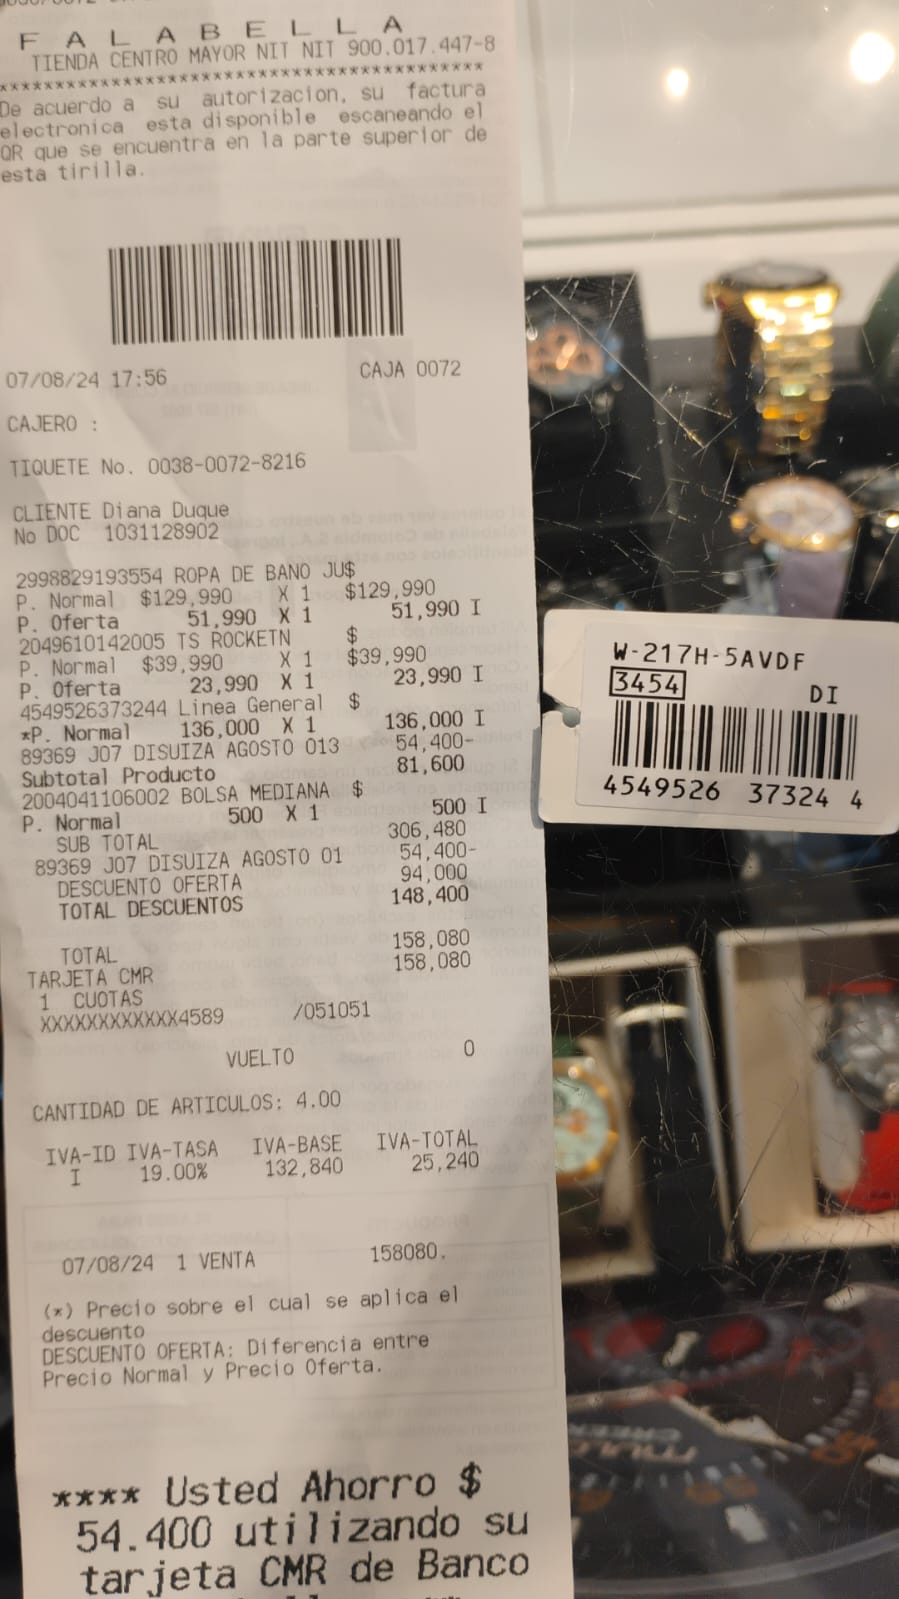 F A L A B E L L A
TIENDA CENTRO MAYOR NIT NIT 900.017.447-8
******************************************
De acuerdo a su autorizacion, su factura
electronica esta disponible escaneando el
QR que se encuentra en la parte superior de
esta tirilla.
07/08/24 17:56 CAJA 0072
CAJERO :
TIQUETE No. 0038-0072-8216
CLIENTE Diana Duque
No DOC 1031128902
2998829193554 ROPA DE BANO JU$
P. Normal $129,990 X 1 $129,990
P. Oferta 51,990 X 1 51,990 I
2049610142005 TS ROCKETN $
P. Normal $39,990 X 1 $39,990
P. Oferta 23,990 X 1 23,990 I
4549526373244 Linea General $
*P. Normal 136,000 X 1 136,000 I
89369 J07 DISUIZA AGOSTO 013 54,400-
Subtotal Producto 81,600
2004041106002 BOLSA MEDIANA $
P. Normal 500 X 1 500 I
SUB TOTAL 306,480
89369 J07 DISUIZA AGOSTO 01 54,400-
DESCUENTO OFERTA 94,000
TOTAL DESCUENTOS 148,400
TOTAL 158,080
TARJETA CMR 158,080
1 CUOTAS
XXXXXXXXXXXX4589 /051051
VUELTO 0
CANTIDAD DE ARTICULOS: 4.00
IVA-ID IVA-TASA IVA-BASE IVA-TOTAL
I 19.00% 132,840 25,240
07/08/24 1 VENTA 158080.
(*) Precio sobre el cual se aplica el
descuento
DESCUENTO OFERTA: Diferencia entre
Precio Normal y Precio Oferta.
**** Usted Ahorro $
54.400 utilizando su
tarjeta CMR de Banco
W-217H-5AVDF
3454 DI
4549526 37324 4